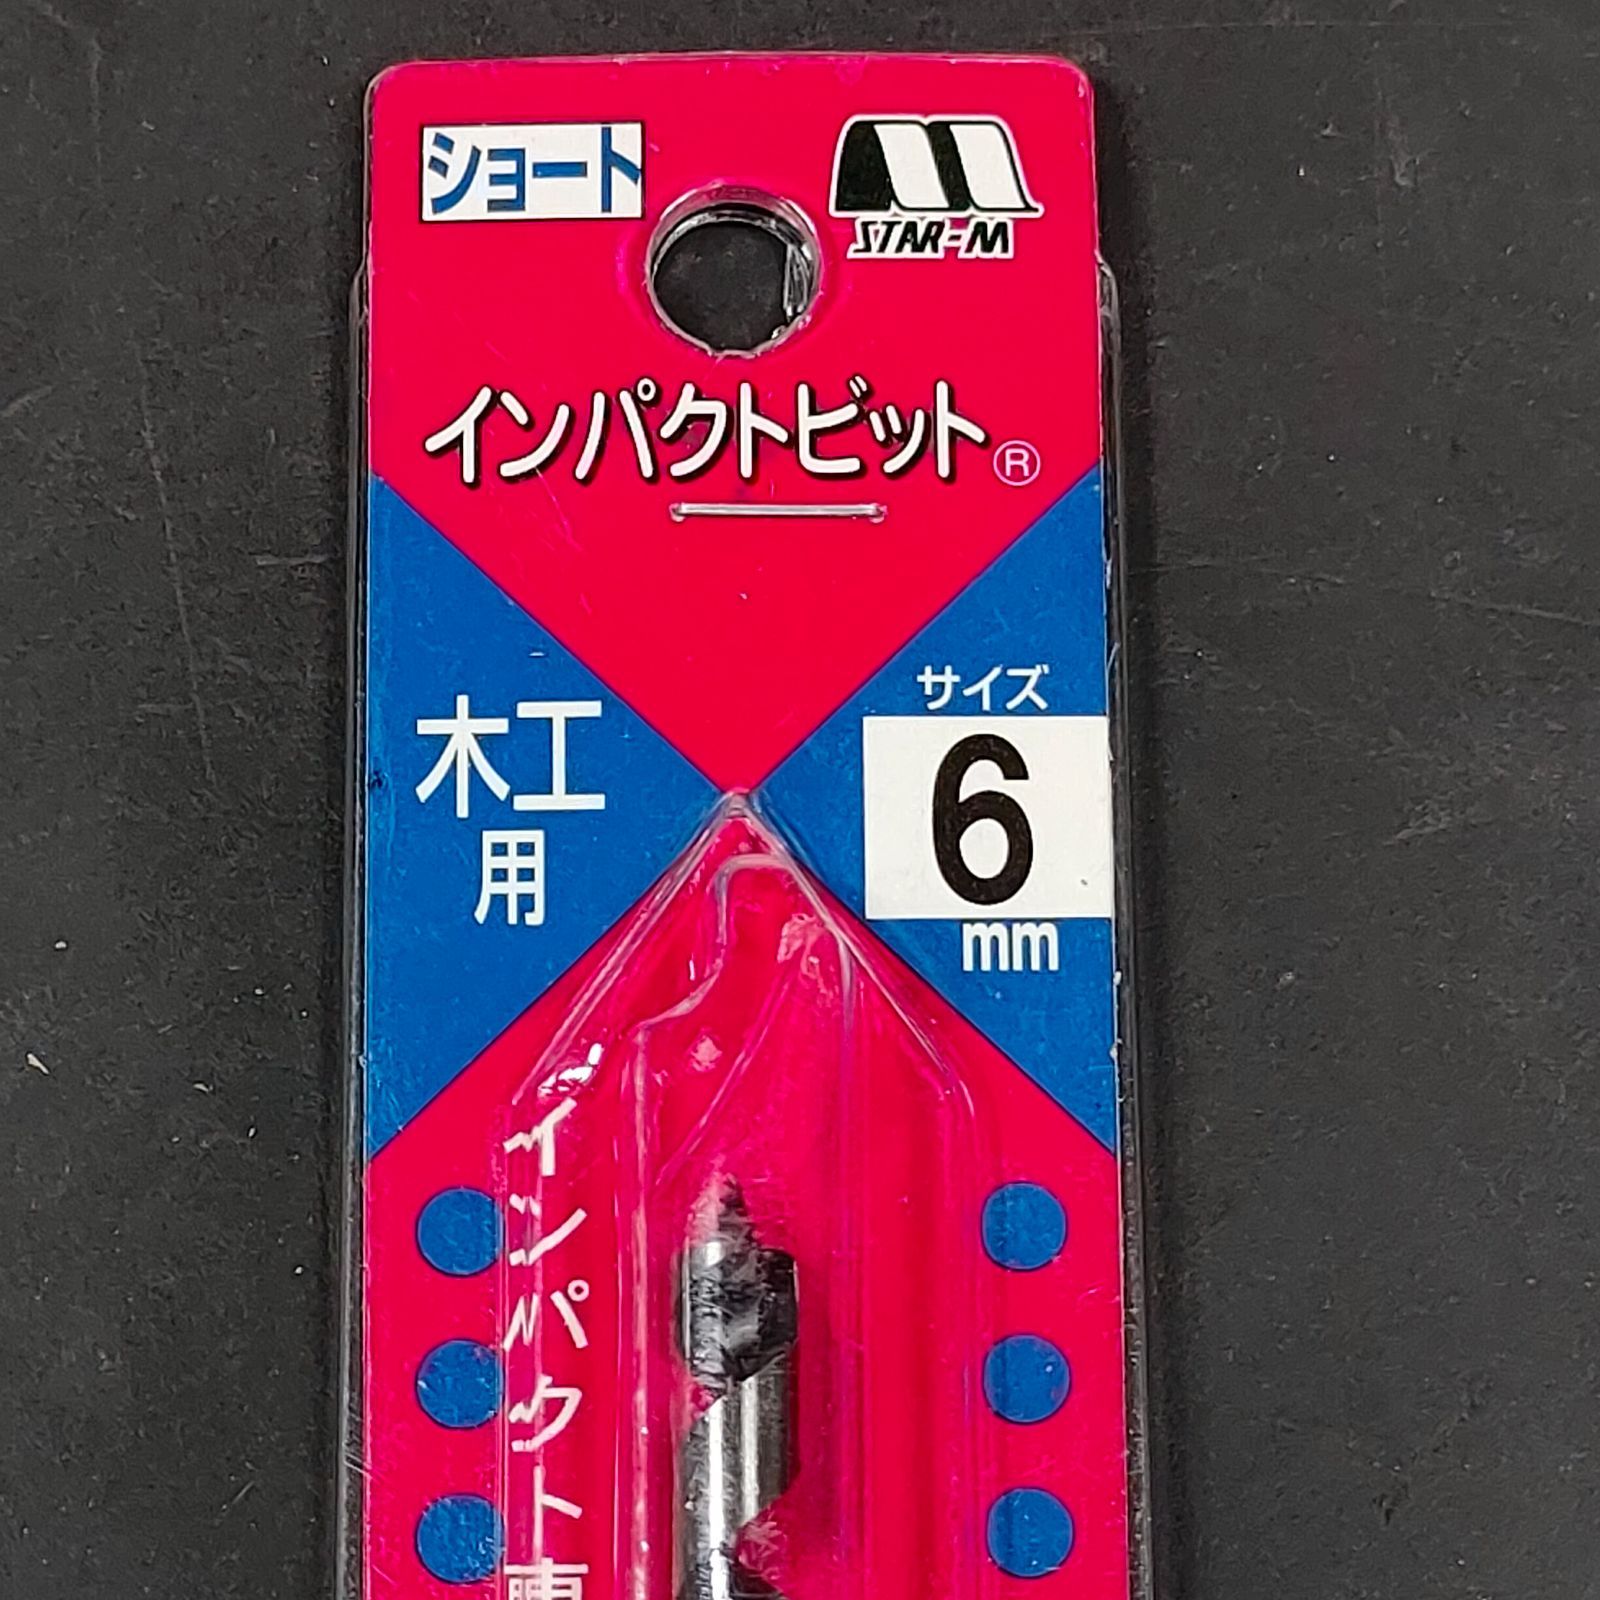 ショート
STAR-M
インパクトビット®
木工
用
サイズ
6
mm
インパクト専